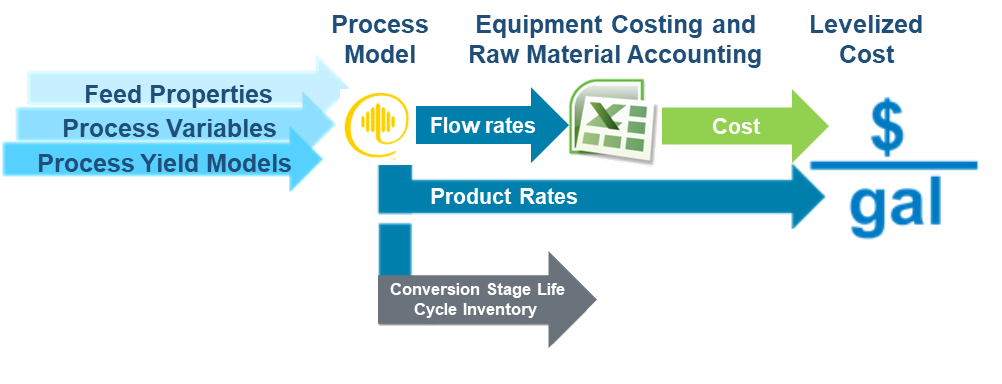 Process
Model
Equipment Costing and
Raw Material Accounting
Levelized
Cost
Feed Properties
Process Variables
Process Yield Models
Flow rates
X
Cost
$
gal
Product Rates
Conversion Stage Life
Cycle Inventory